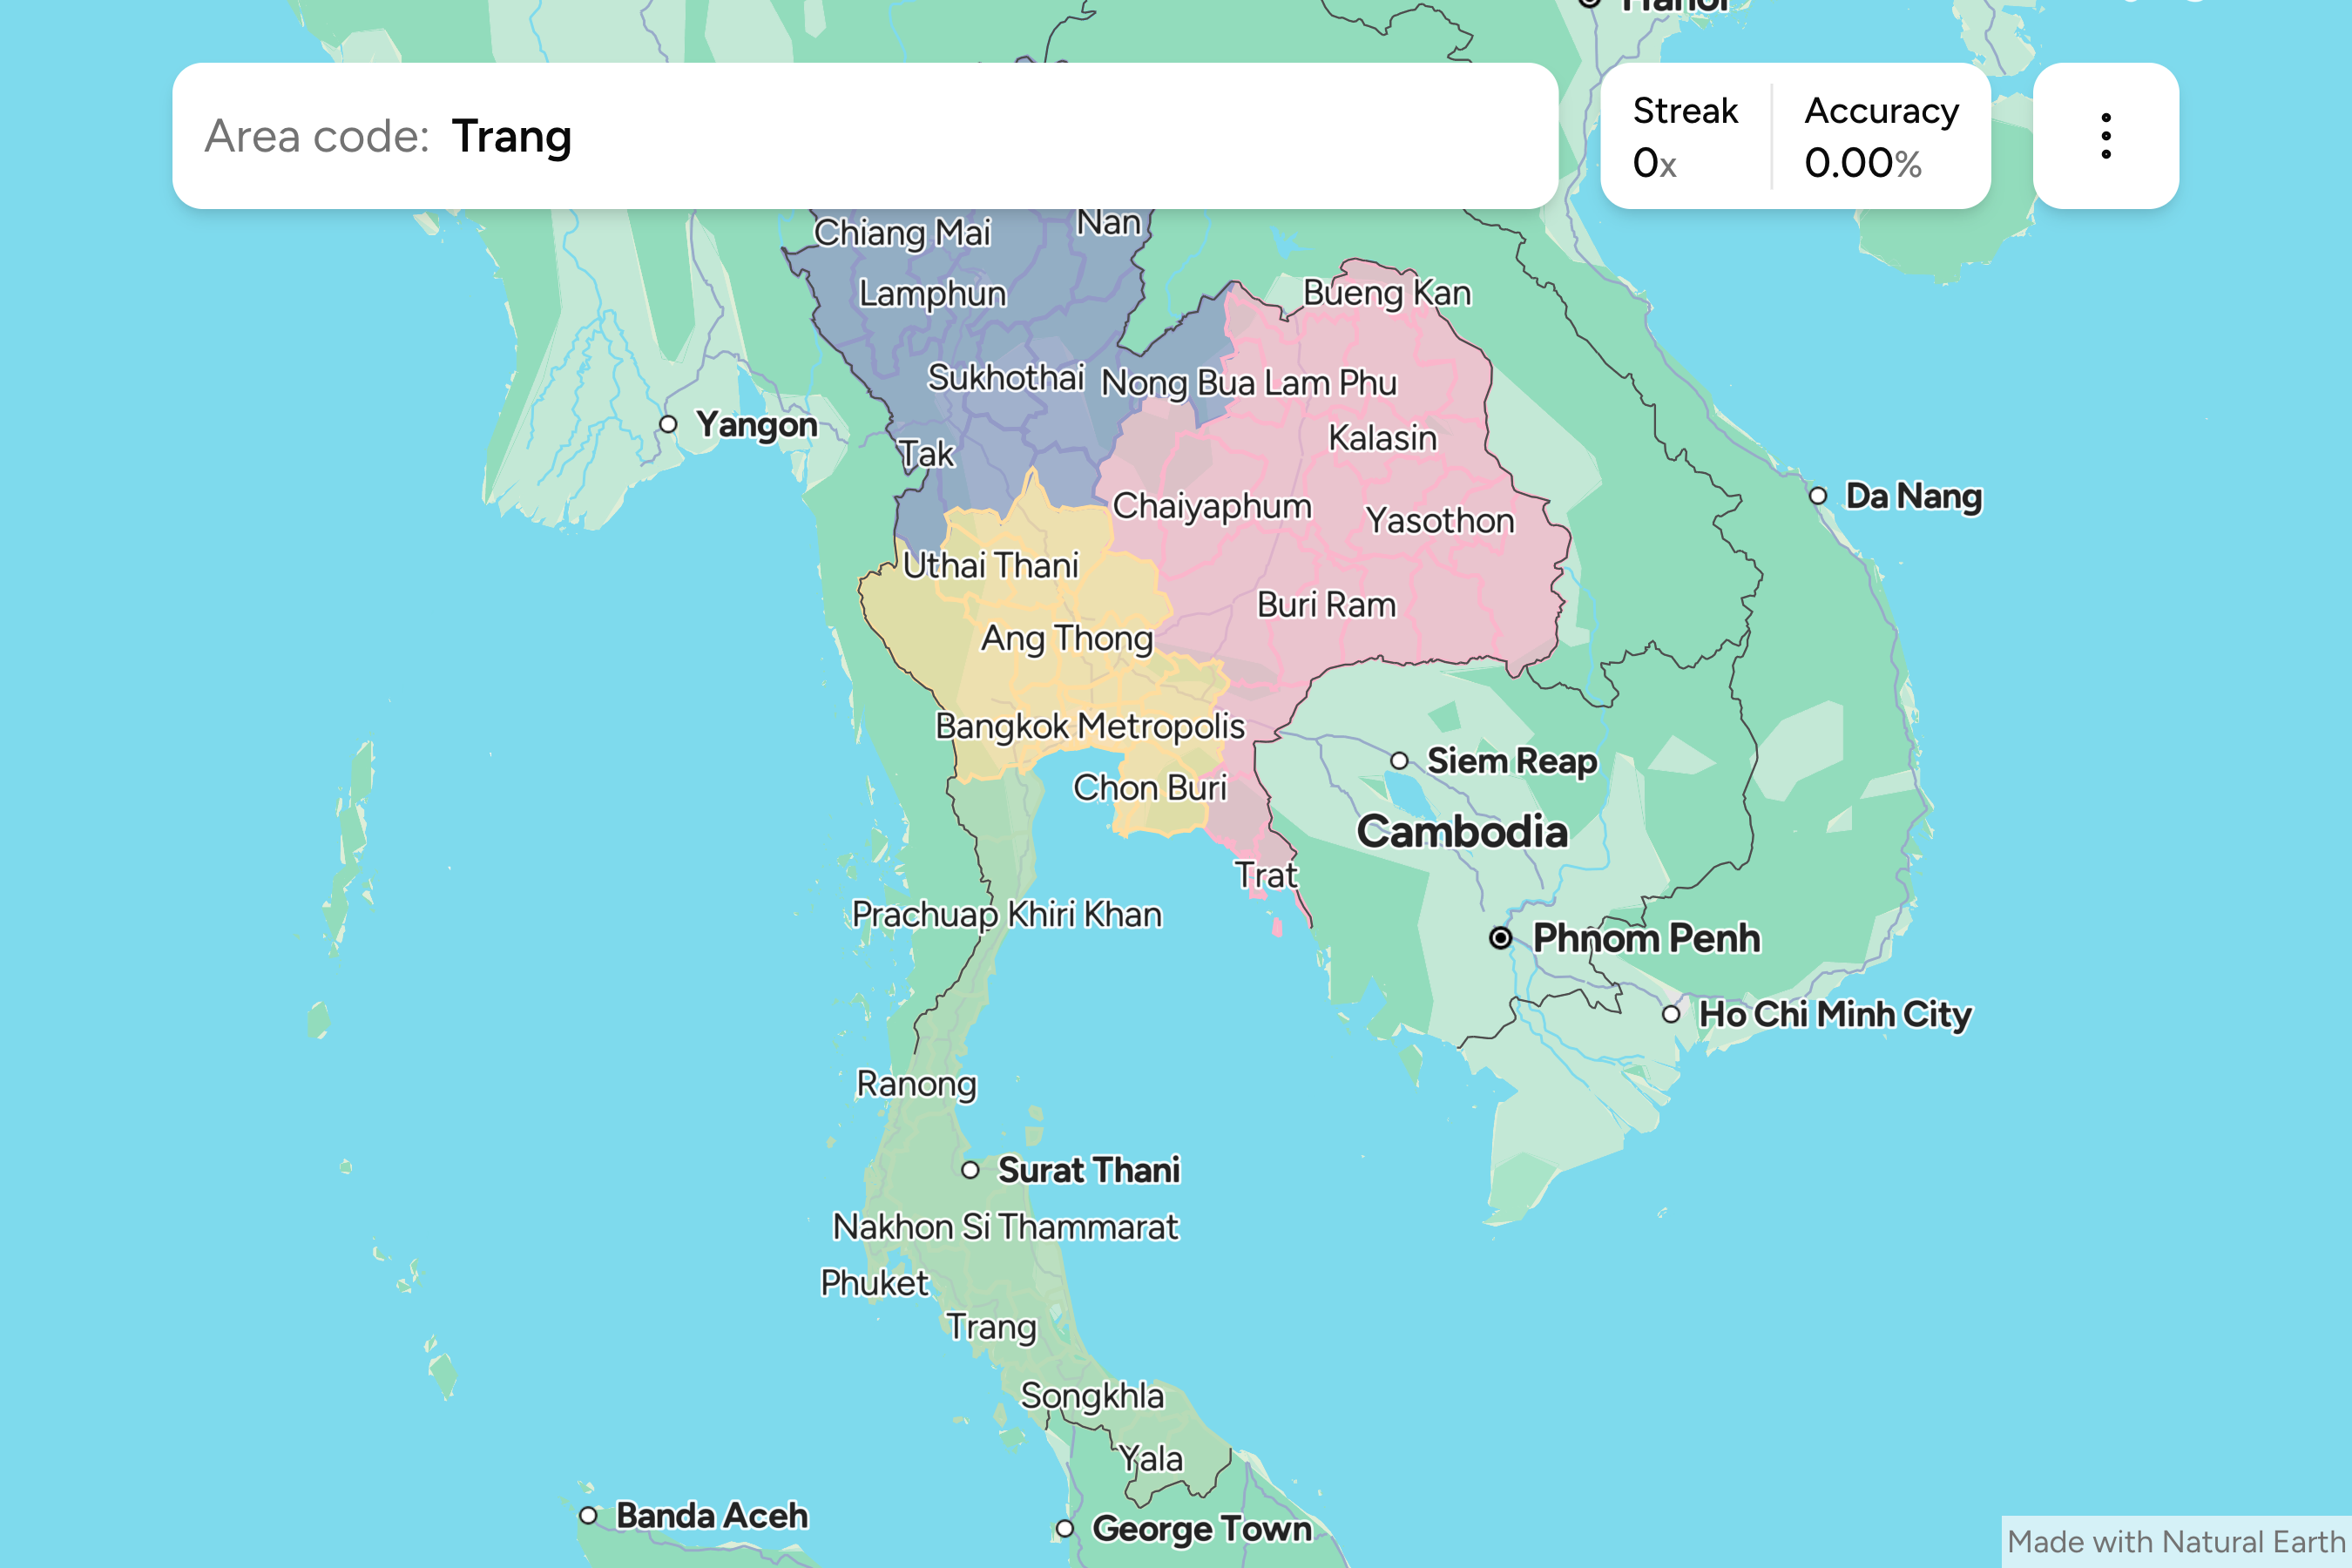 Hanoi
Area code: Trang
Streak
0x
Accuracy
0.00%
Chiang Mai
Nan
Lamphun
Bueng Kan
Sukhothai
Nong Bua Lam Phu
Yangon
Kalasin
Tak
Da Nang
Chaiyaphum
Yasothon
Uthai Thani
Buri Ram
Ang Thong
Bangkok Metropolis
Siem Reap
Chon Buri
Cambodia
Trat
Prachuap Khiri Khan
Phnom Penh
Ho Chi Minh City
Ranong
Surat Thani
Nakhon Si Thammarat
Phuket
Trang
Songkhla
Yala
Banda Aceh
George Town
Made with Natural Earth